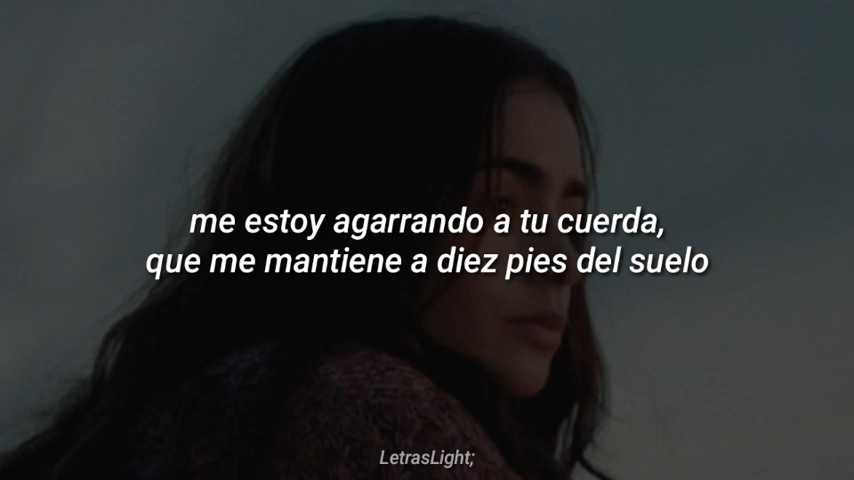 me estoy agarrando a tu cuerda,
que me mantiene a diez pies del suelo
LetrasLight;